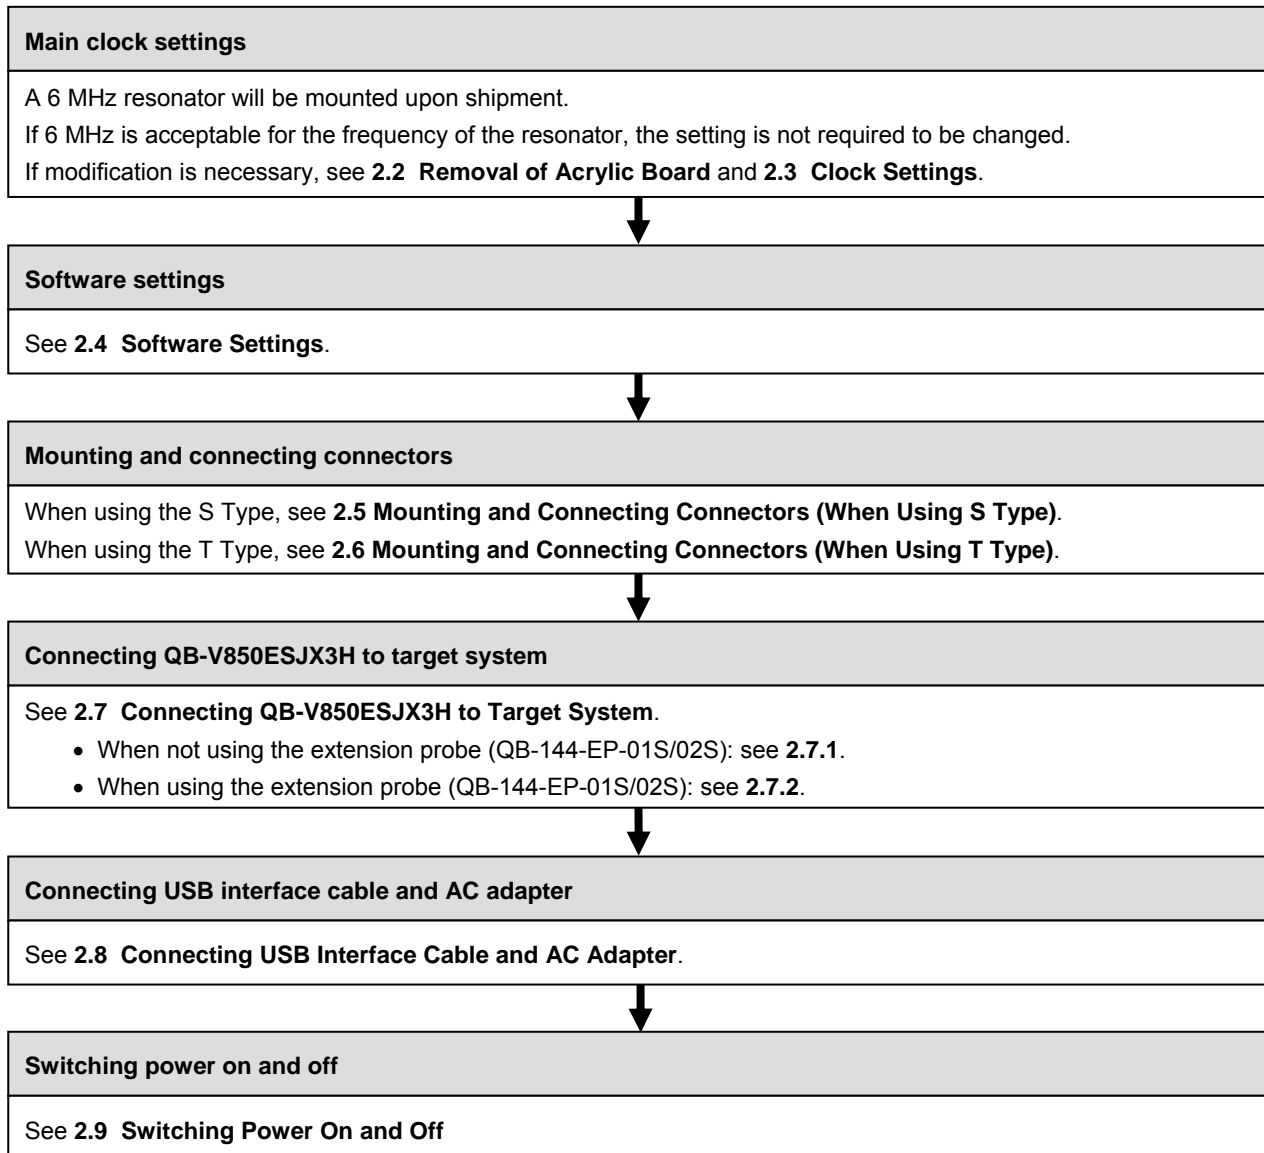 Main clock settings
A 6 MHz resonator will be mounted upon shipment.
If 6 MHz is acceptable for the frequency of the resonator, the setting is not required to be changed.
If modification is necessary, see 2.2 Removal of Acrylic Board and 2.3 Clock Settings.
Software settings
See 2.4 Software Settings.
Mounting and connecting connectors
When using the S Type, see 2.5 Mounting and Connecting Connectors (When Using S Type).
When using the T Type, see 2.6 Mounting and Connecting Connectors (When Using T Type).
Connecting QB-V850ESJX3H to target system
See 2.7 Connecting QB-V850ESJX3H to Target System.
• When not using the extension probe (QB-144-EP-01S/02S): see 2.7.1.
• When using the extension probe (QB-144-EP-01S/02S): see 2.7.2.
Connecting USB interface cable and AC adapter
See 2.8 Connecting USB Interface Cable and AC Adapter.
Switching power on and off
See 2.9 Switching Power On and Off